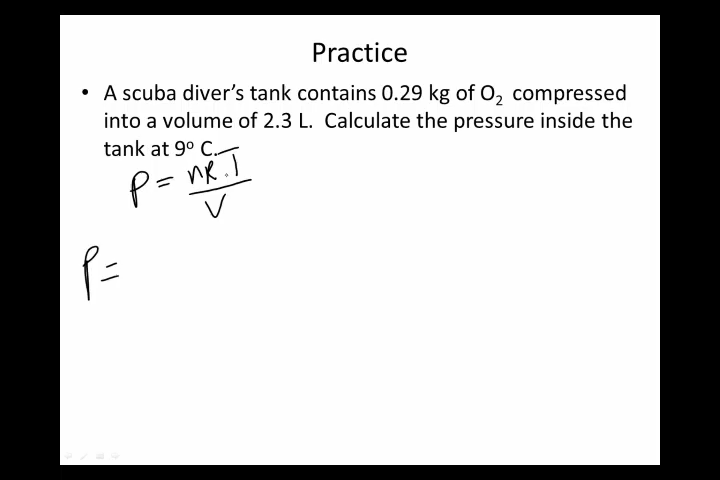 Practice
• A scuba diver's tank contains 0.29 kg of O₂ compressed
into a volume of 2.3 L. Calculate the pressure inside the
tank at 9º C.
P = nR.T
V
P =